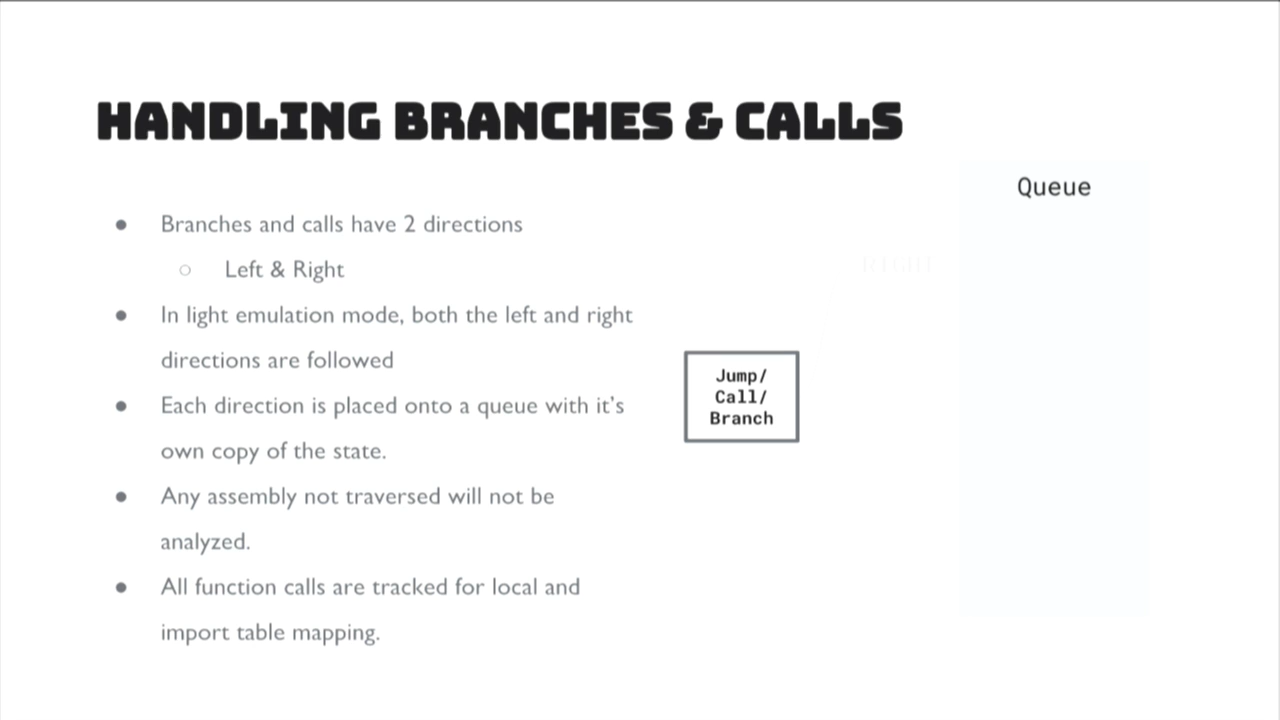 HANDLING BRANCHES & CALLS
Queue
Branches and calls have 2 directions
Left & Right
RIGHT
In light emulation mode, both the left and right
directions are followed
Jump/
Call/
Branch
Each direction is placed onto a queue with it's
own copy of the state.
Any assembly not traversed will not be
analyzed.
All function calls are tracked for local and
import table mapping.